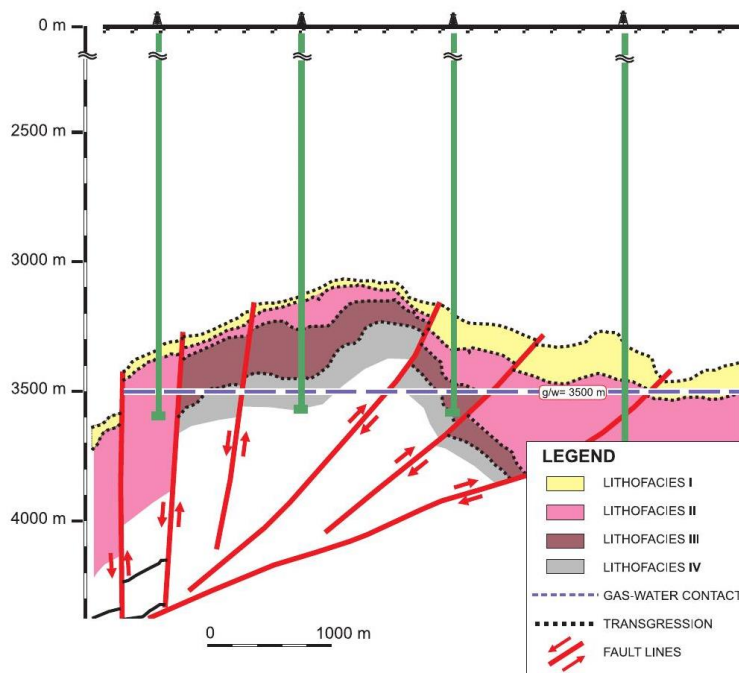 0 m
2500 m
3000 m
3500 m
4000 m
g/w= 3500 m
0 1000 m
LEGEND
LITHOFACIES I
LITHOFACIES II
LITHOFACIES III
LITHOFACIES IV
GAS-WATER CONTACT
TRANSGRESSION
FAULT LINES